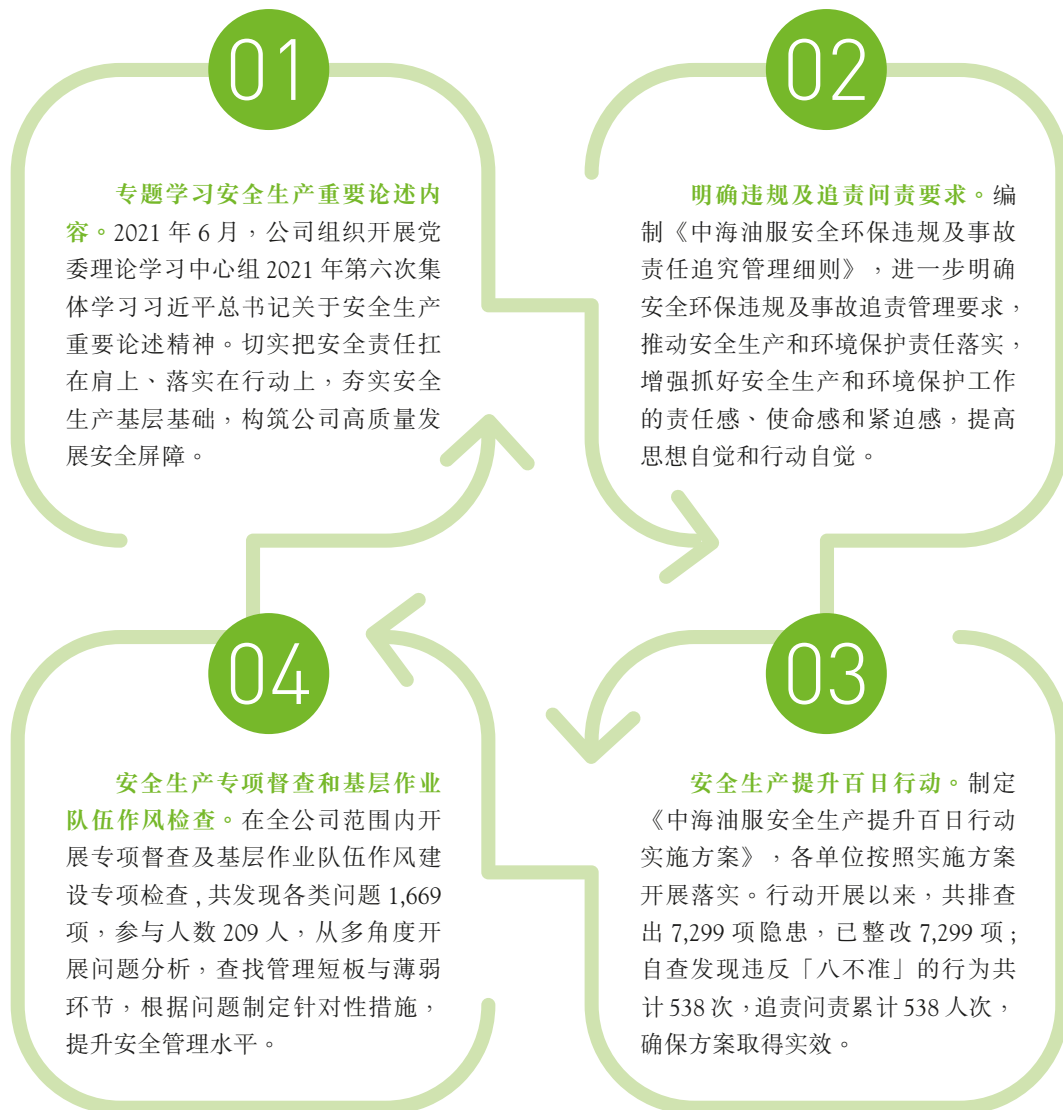 01
专题学习安全生产重要论述内
容。2021 年 6 月，公司组织开展党
委理论学习中心组 2021 年第六次集
体学习习近平总书记关于安全生产
重要论述精神。切实把安全责任扛
在肩上、落实在行动上，夯实安全
生产基层基础，构筑公司高质量发
展安全屏障。
02
明确违规及追责问责要求。编
制《中海油服安全环保违规及事故
责任追究管理细则》，进一步明确
安全环保违规及事故追责管理要求，
推动安全生产和环境保护责任落实，
增强抓好安全生产和环境保护工作
的责任感、使命感和紧迫感，提高
思想自觉和行动自觉。
03
安全生产提升百日行动。制定
《中海油服安全生产提升百日行动
实施方案》，各单位按照实施方案
开展落实。行动开展以来，共排查
出 7,299 项隐患，已整改 7,299 项；
自查发现违反「八不准」的行为共
计 538 次，追责问责累计 538 人次，
确保方案取得实效。
04
安全生产专项督查和基层作业
队伍作风检查。在全公司范围内开
展专项督查及基层作业队伍作风建
设专项检查 , 共发现各类问题 1,669
项，参与人数 209 人，从多角度开
展问题分析，查找管理短板与薄弱
环节，根据问题制定针对性措施，
提升安全管理水平。